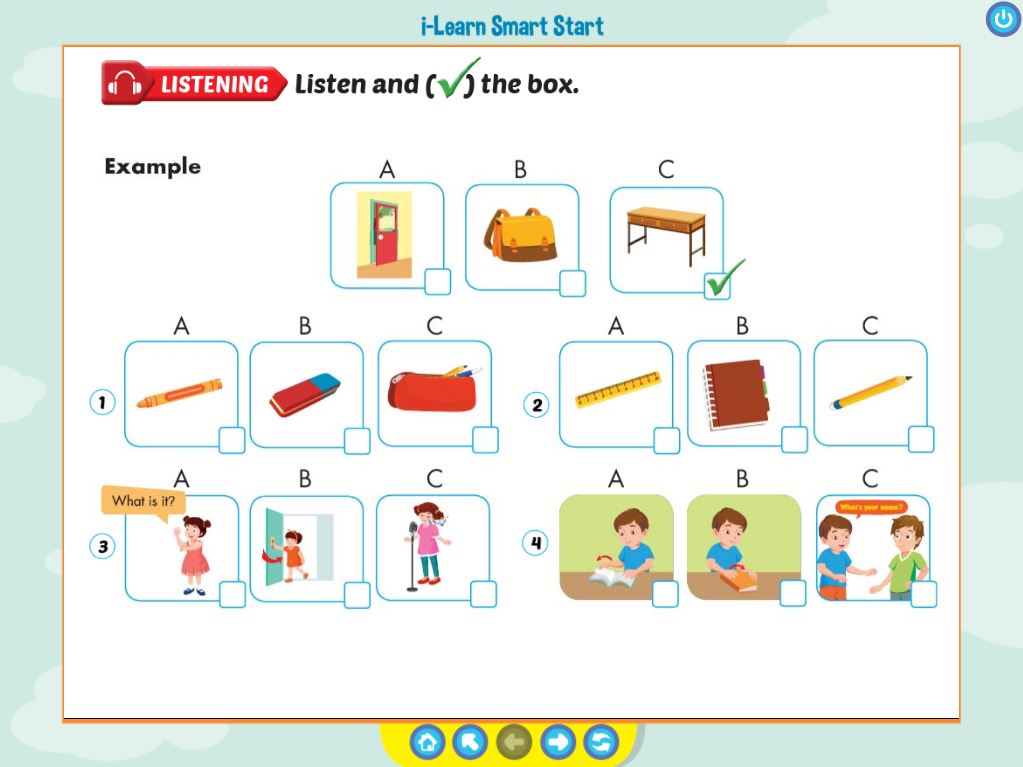 i-Learn Smart Start
LISTENING Listen and (✓) the box.
Example
A B C
A B C
1
A B C
2
A B C
What is it?
3
A B C
What's your name?
4